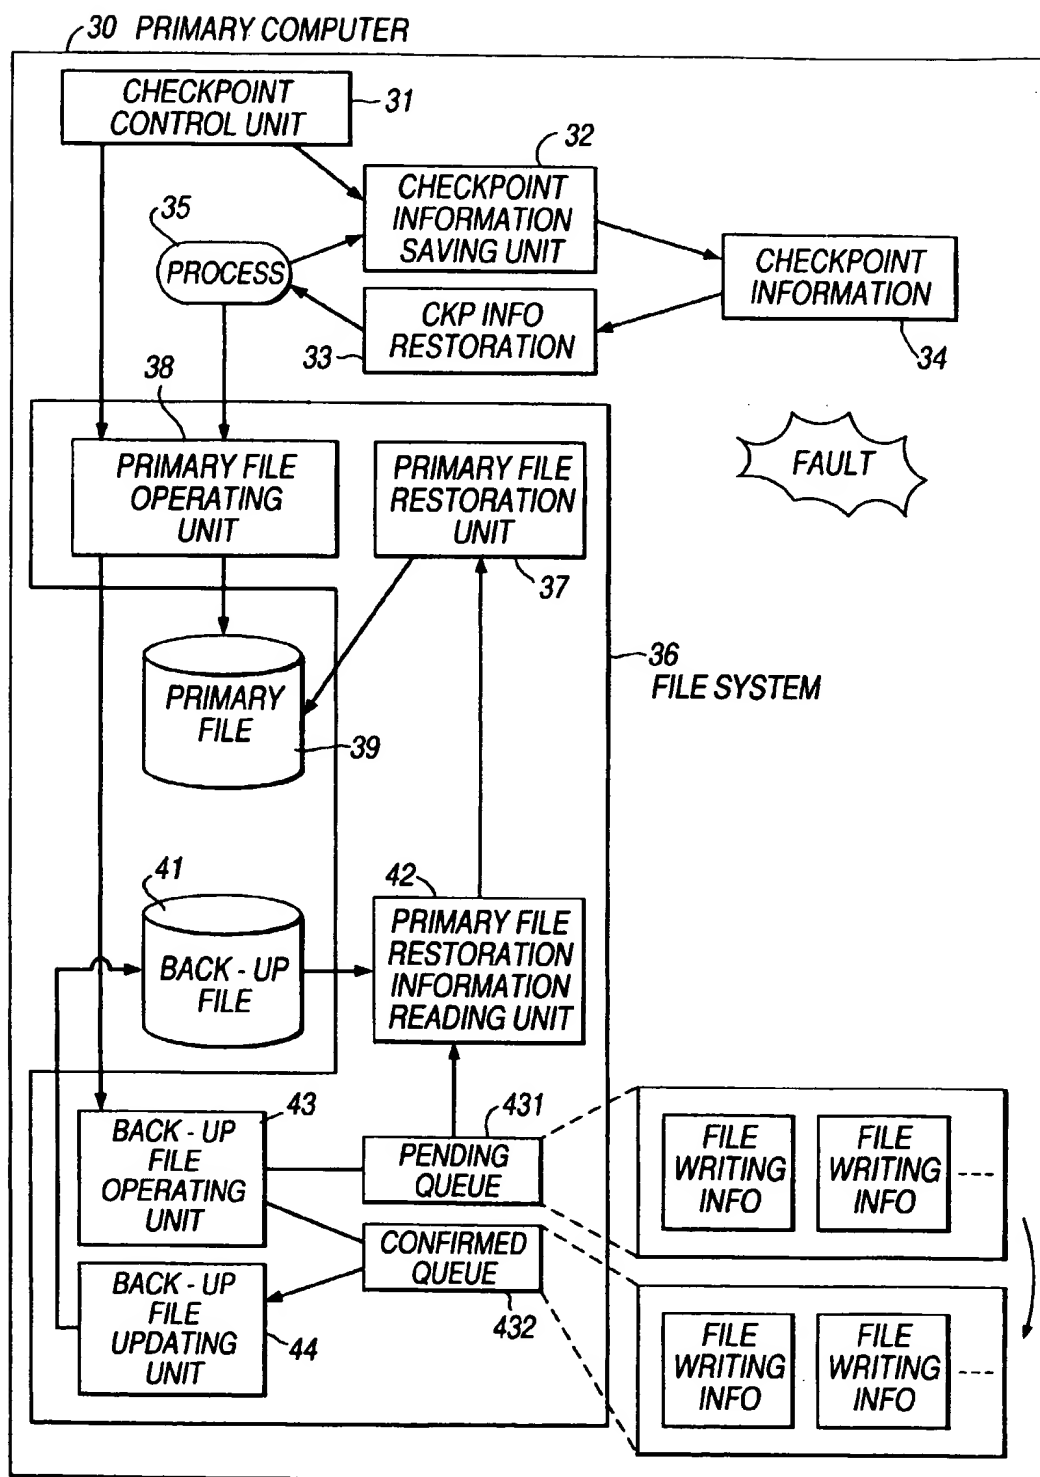 30 PRIMARY COMPUTER
CHECKPOINT
CONTROL UNIT
31
32
CHECKPOINT
INFORMATION
SAVING UNIT
35
PROCESS
CHECKPOINT
INFORMATION
34
CKP INFO
RESTORATION
33
38
PRIMARY FILE
OPERATING
UNIT
PRIMARY FILE
RESTORATION
UNIT
37
FAULT
36
FILE SYSTEM
PRIMARY
FILE
39
41
BACK - UP
FILE
42
PRIMARY FILE
RESTORATION
INFORMATION
READING UNIT
43
BACK - UP
FILE
OPERATING
UNIT
431
PENDING
QUEUE
FILE
WRITING
INFO
FILE
WRITING
INFO
CONFIRMED
QUEUE
432
BACK - UP
FILE
UPDATING
UNIT
44
FILE
WRITING
INFO
FILE
WRITING
INFO